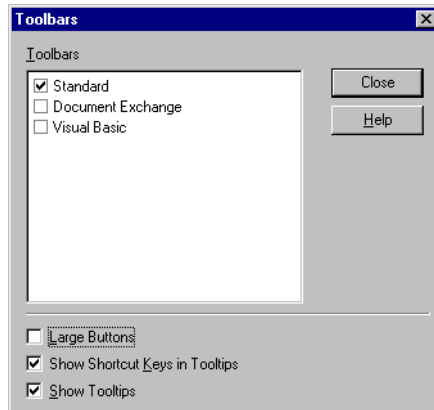 Toolbars
Toolbars
Standard
Document Exchange
Visual Basic
Close
Help
Large Buttons
Show Shortcut Keys in Tooltips
Show Tooltips